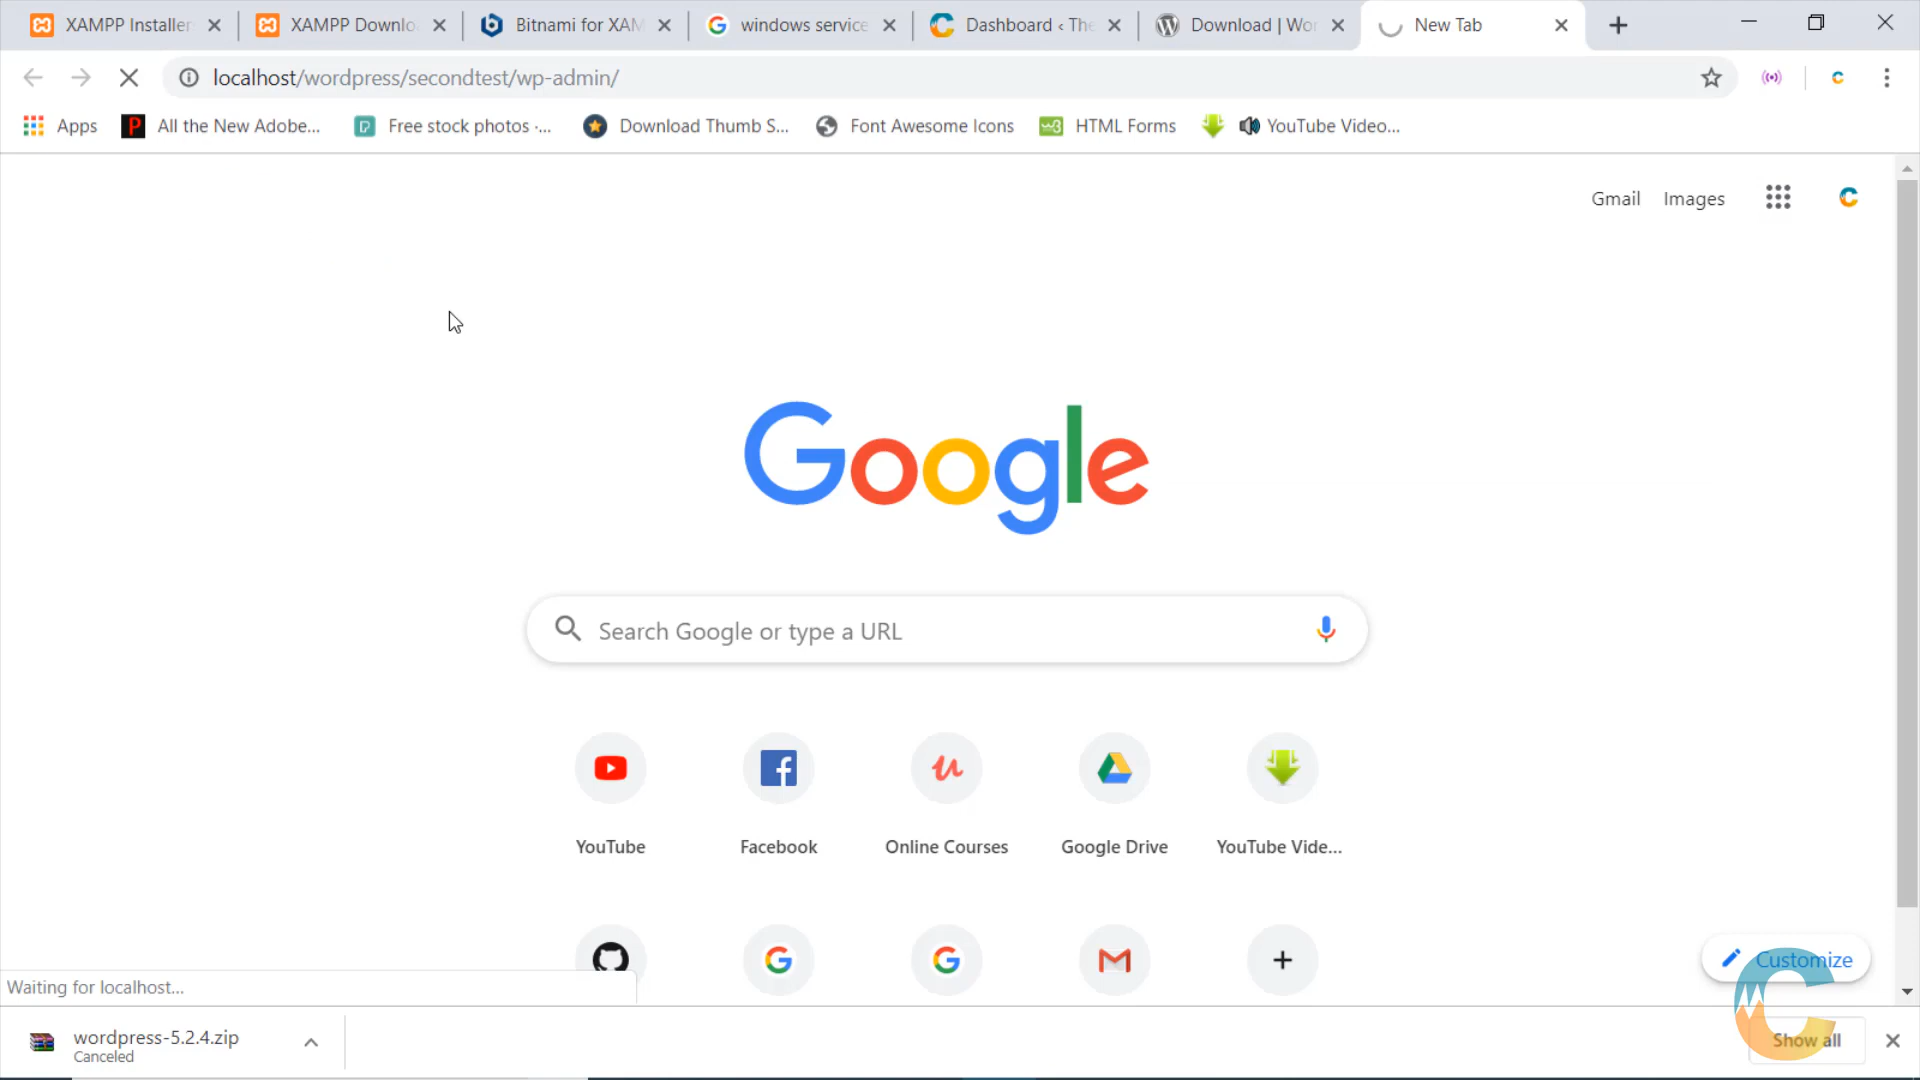 XAMPP Installer
XAMPP Downlo
Bitnami for XAM
windows service
Dashboard ‹ The
Download | Wor
New Tab
localhost/wordpress/secondtest/wp-admin/
Apps
All the New Adobe...
Free stock photos ·...
Download Thumb S...
Font Awesome Icons
HTML Forms
YouTube Video...
Gmail
Images
Google
Search Google or type a URL
YouTube
Facebook
Online Courses
Google Drive
YouTube Vide...
Customize
Waiting for localhost...
wordpress-5.2.4.zip
Canceled
Show all